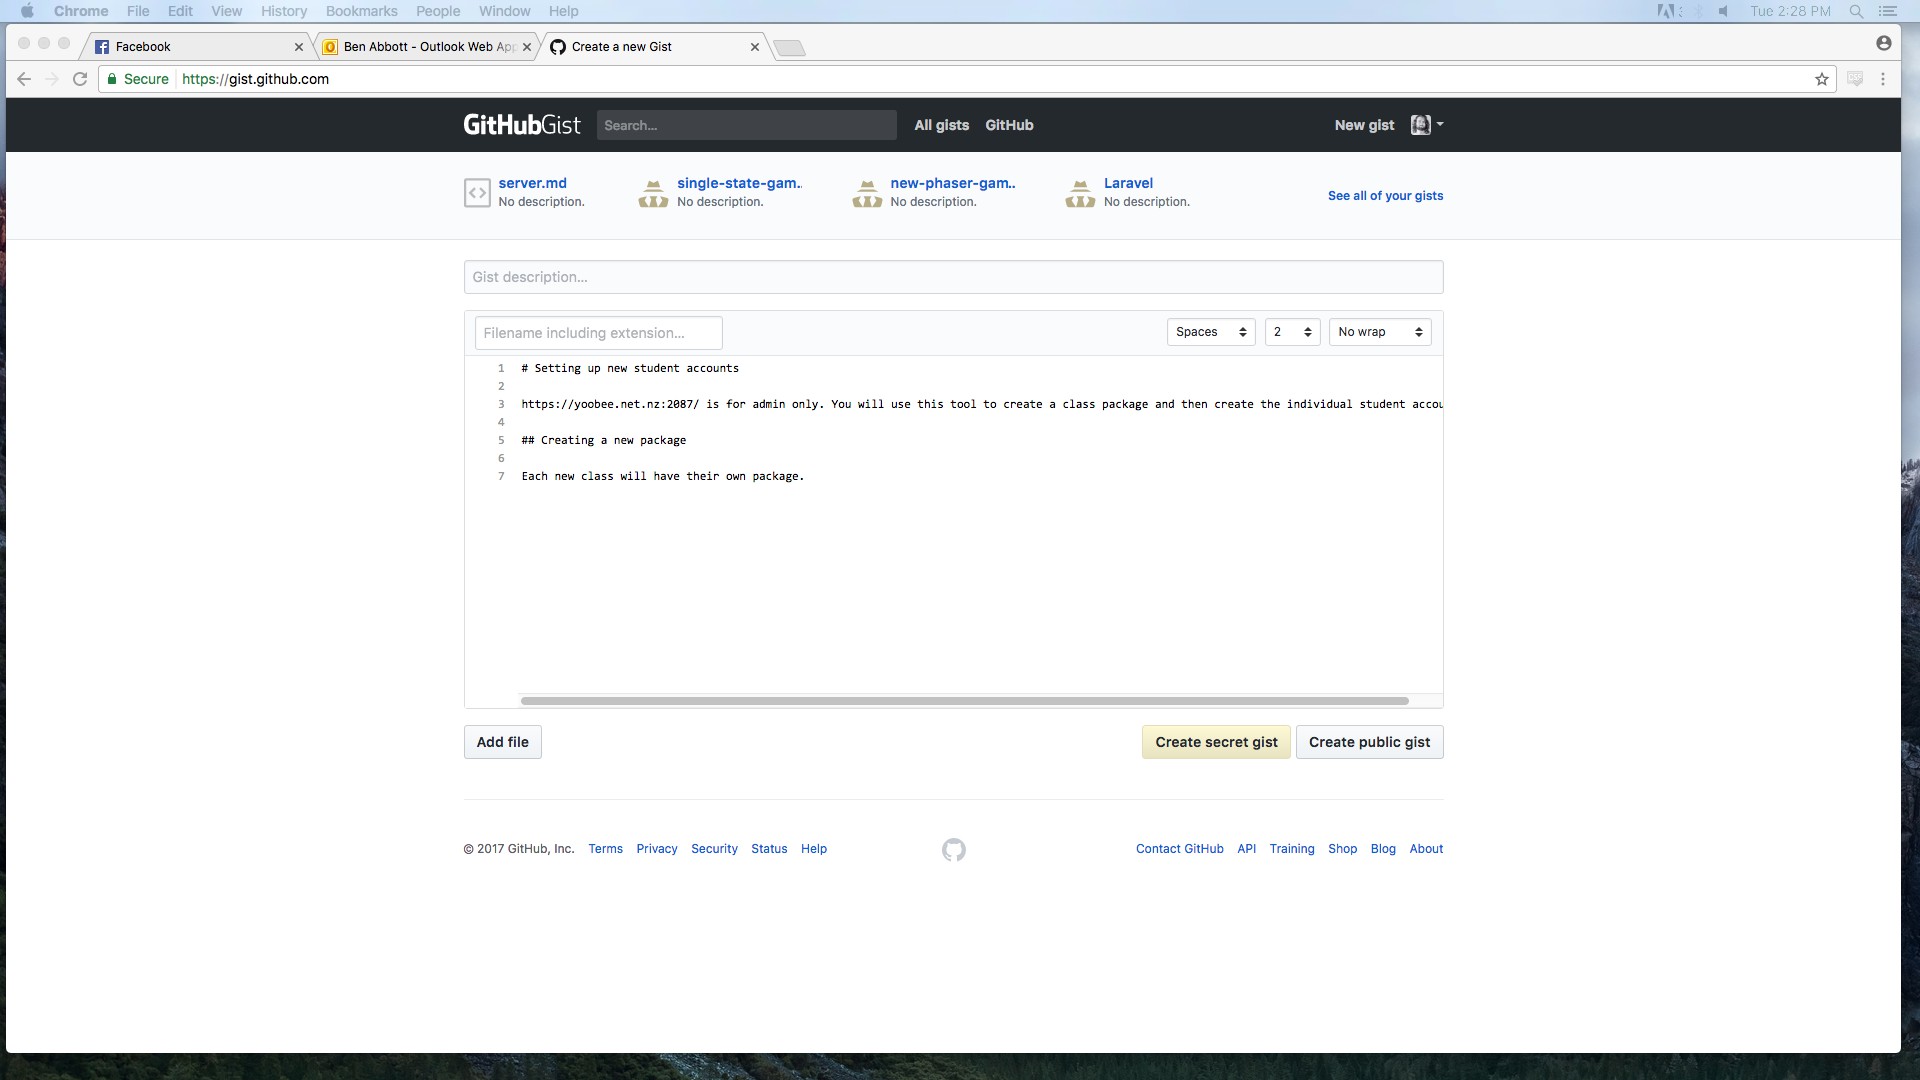 Chrome File Edit View History Bookmarks People Window Help Tue 2:28 PM
Facebook Ben Abbott - Outlook Web App Create a new Gist
Secure https://gist.github.com
GitHubGist Search... All gists GitHub New gist
server.md single-state-gam.. new-phaser-gam.. Laravel
No description. No description. No description. No description.
See all of your gists
Gist description...
Filename including extension... Spaces 2 No wrap
1 # Setting up new student accounts
2
3 https://yoobee.net.nz:2087/ is for admin only. You will use this tool to create a class package and then create the individual student accou
4
5 ## Creating a new package
6
7 Each new class will have their own package.
Add file Create secret gist Create public gist
© 2017 GitHub, Inc. Terms Privacy Security Status Help Contact GitHub API Training Shop Blog About